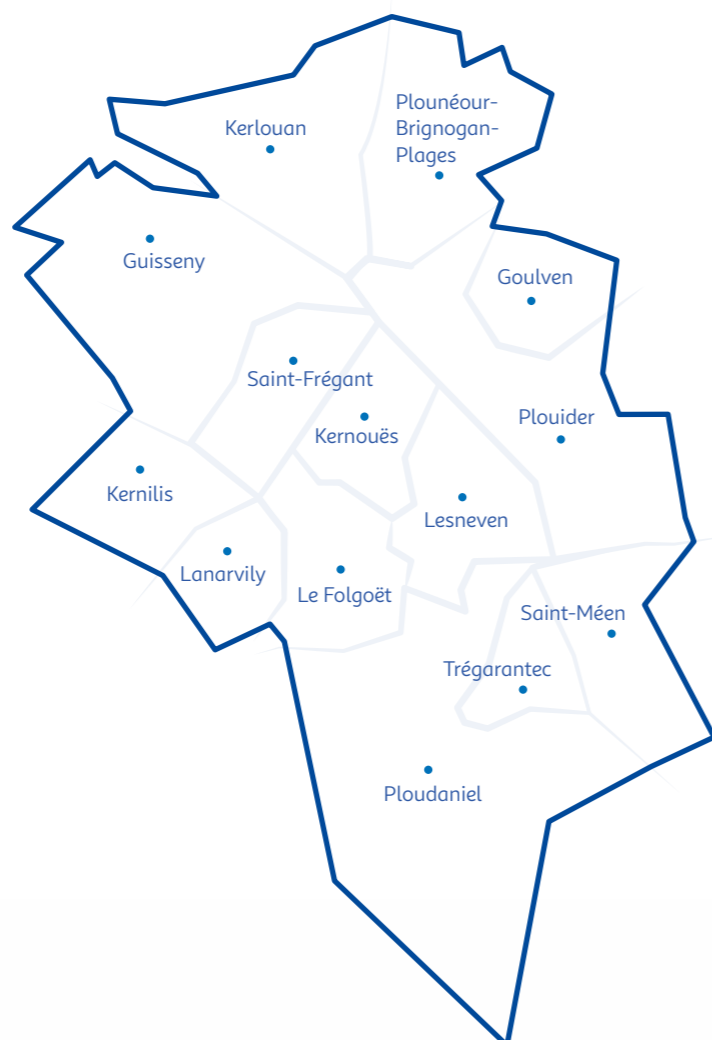 Plounéour-
Brignogan-
Plages
Kerlouan
Guisseny
Goulven
Saint-Frégant
Plouider
Kernouës
Kernilis
Lesneven
Lanarvily
Le Folgoët
Saint-Méen
Trégarantec
Ploudaniel